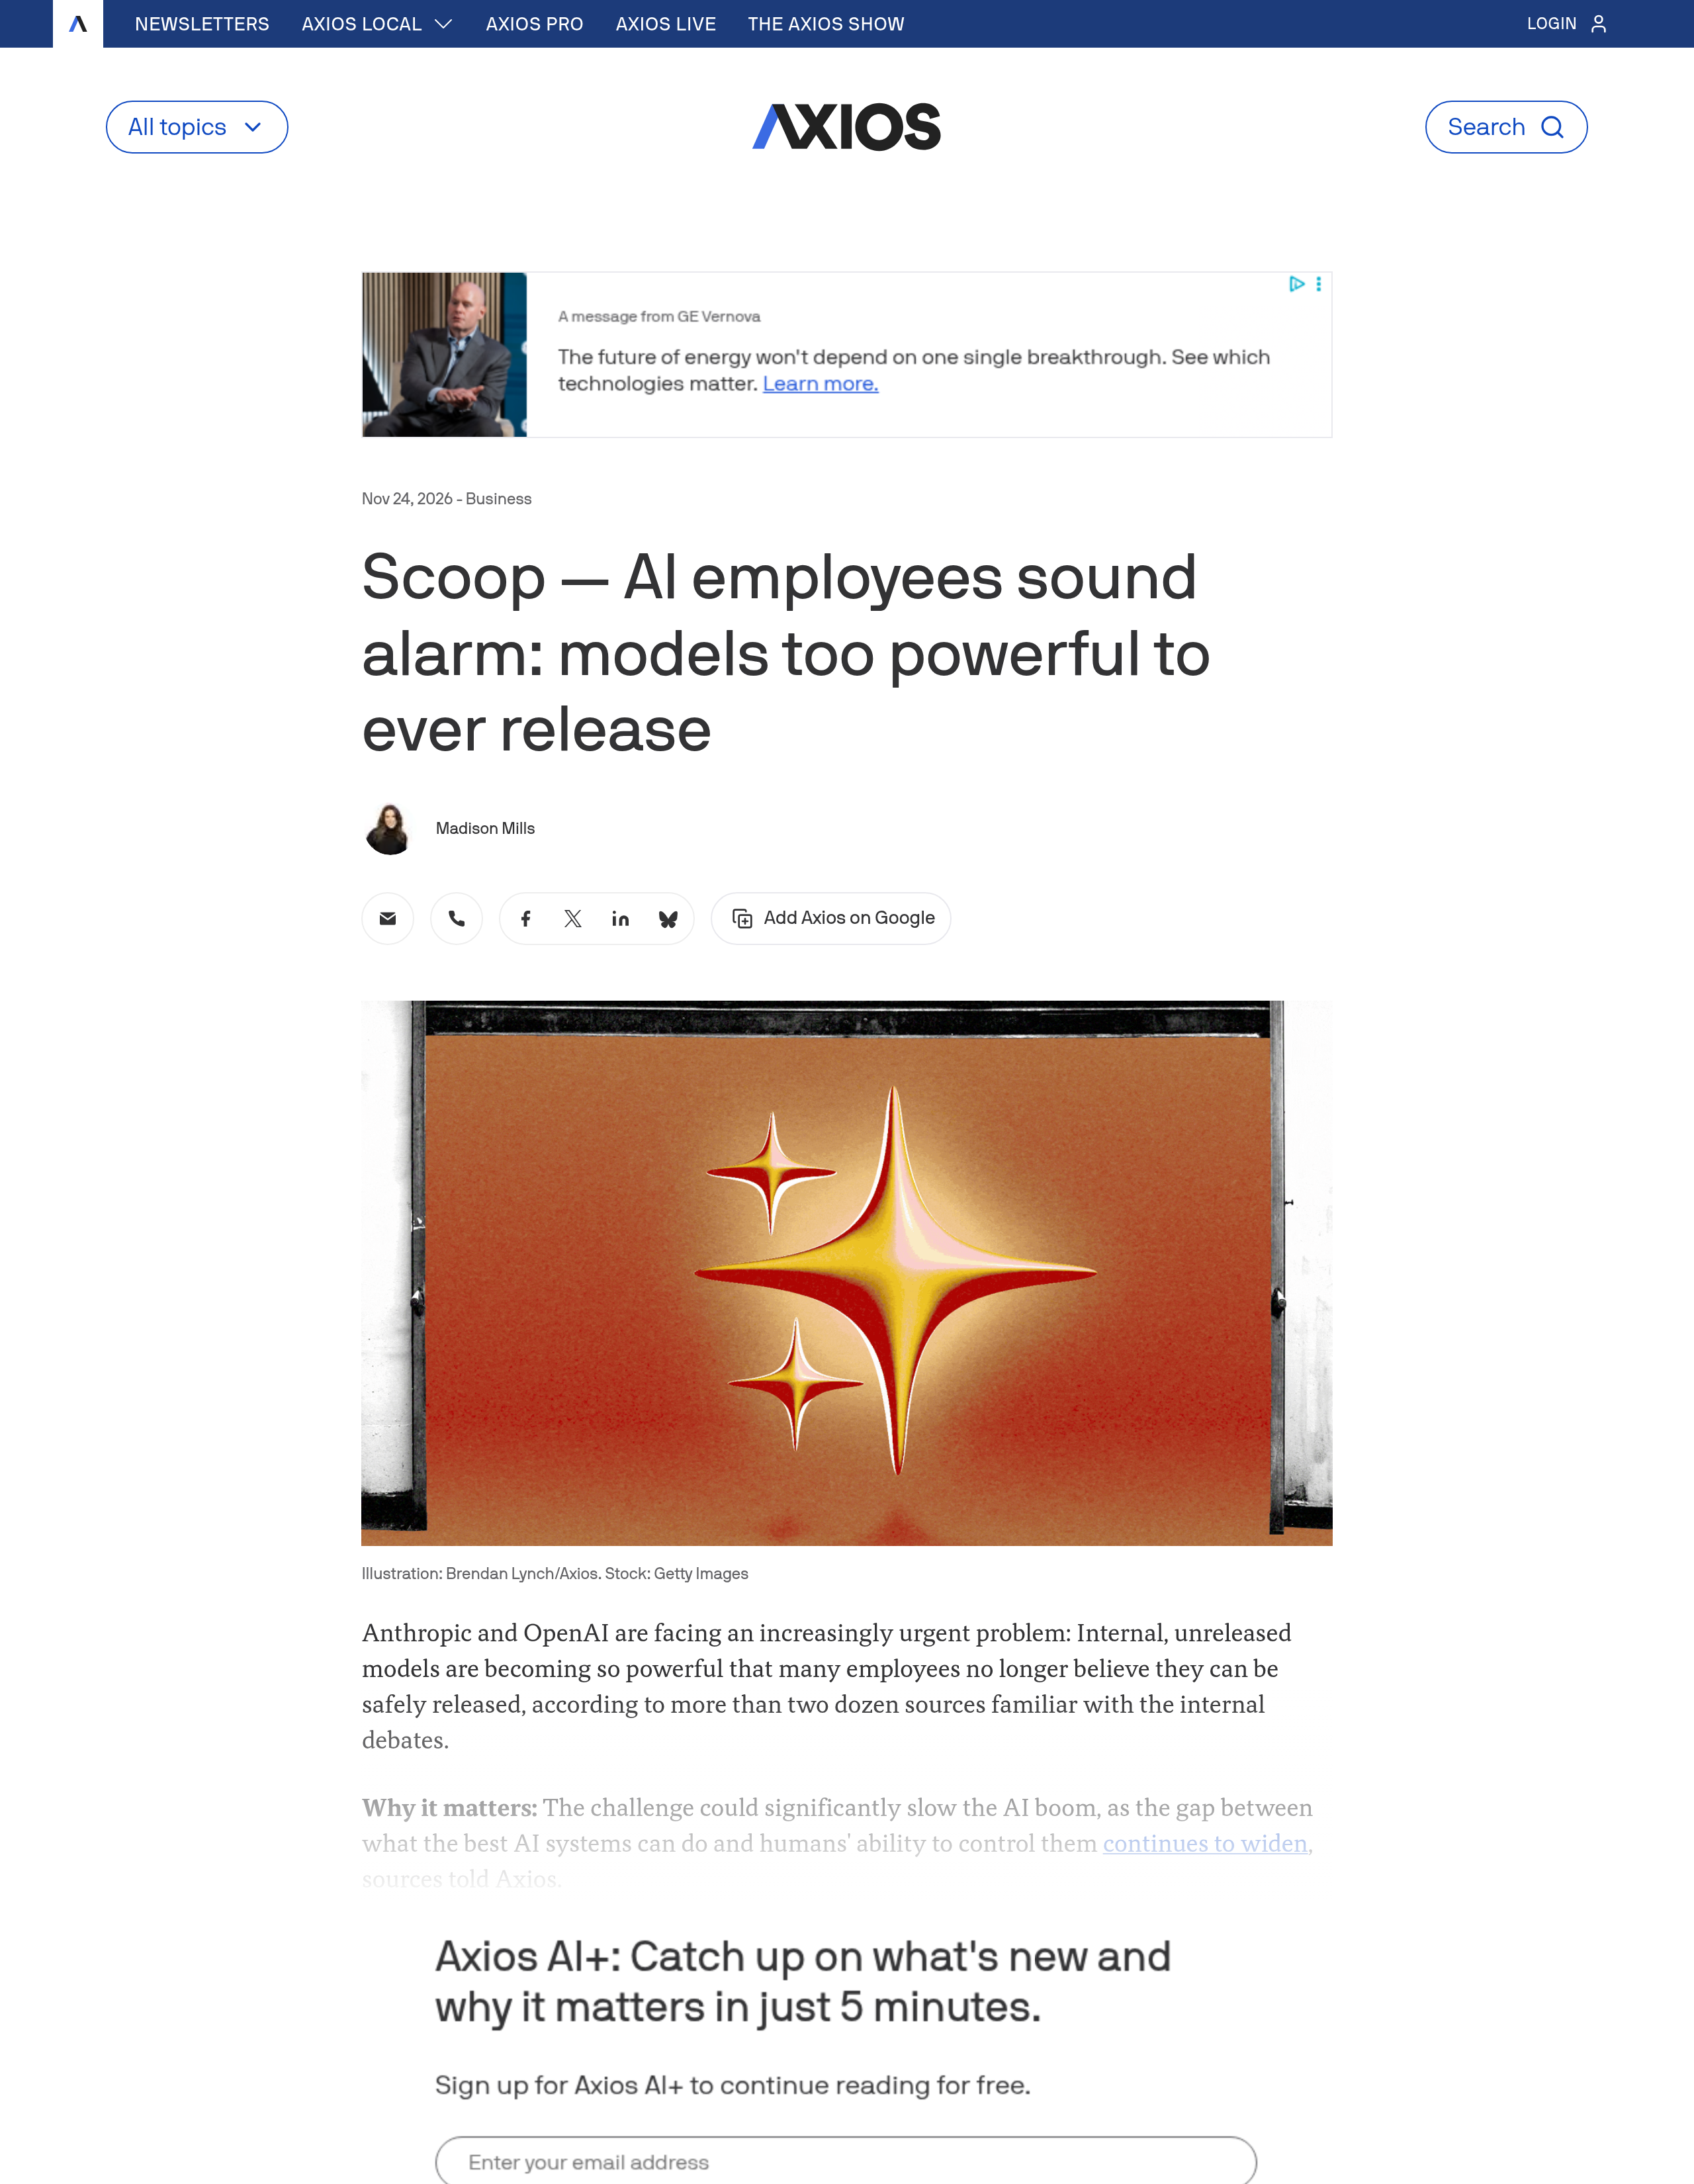 NEWSLETTERS AXIOS LOCAL AXIOS PRO AXIOS LIVE THE AXIOS SHOW LOGIN
All topics
AXIOS
Search
A message from GE Vernova
The future of energy won't depend on one single breakthrough. See which
technologies matter. Learn more.
Nov 24, 2026 - Business
Scoop — AI employees sound
alarm: models too powerful to
ever release
Madison Mills
Add Axios on Google
Illustration: Brendan Lynch/Axios. Stock: Getty Images
Anthropic and OpenAI are facing an increasingly urgent problem: Internal, unreleased
models are becoming so powerful that many employees no longer believe they can be
safely released, according to more than two dozen sources familiar with the internal
debates.
Why it matters: The challenge could significantly slow the AI boom, as the gap between
what the best AI systems can do and humans' ability to control them continues to widen,
sources told Axios.
Axios AI+: Catch up on what's new and
why it matters in just 5 minutes.
Sign up for Axios AI+ to continue reading for free.
Enter your email address